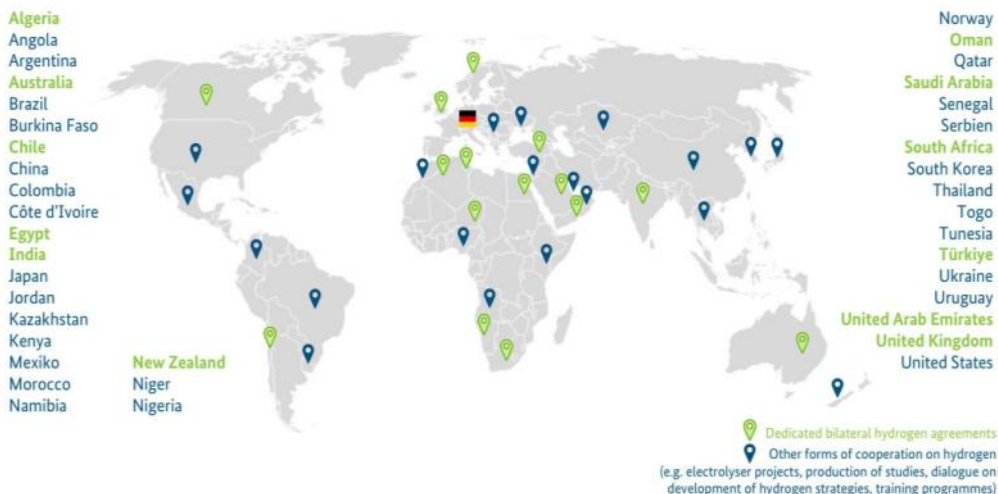 Algeria
Angola
Argentina
Australia
Brazil
Burkina Faso
Chile
China
Colombia
Côte d'Ivoire
Egypt
India
Japan
Jordan
Kazakhstan
Kenya
Mexiko
Morocco
Namibia
New Zealand
Niger
Nigeria
Norway
Oman
Qatar
Saudi Arabia
Senegal
Serbien
South Africa
South Korea
Thailand
Togo
Tunesia
Türkiye
Ukraine
Uruguay
United Arab Emirates
United Kingdom
United States
Dedicated bilateral hydrogen agreements
Other forms of cooperation on hydrogen
(e.g. electrolyser projects, production of studies, dialogue on
development of hydrogen strategies, training programmes)